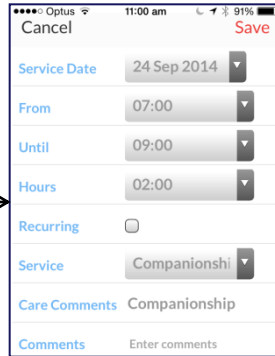 Optus 11:00 am 91%
Cancel Save
Service Date 24 Sep 2014
From 07:00
Until 09:00
Hours 02:00
Recurring
Service Companionshi
Care Comments Companionship
Comments Enter comments